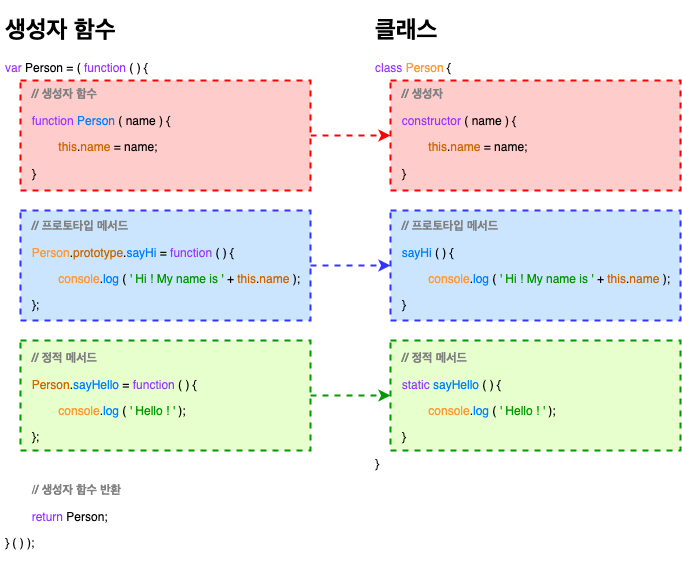 생성자 함수
var Person = ( function ( ) {
// 생성자 함수
function Person ( name ) {
this.name = name;
}
// 프로토타입 메서드
Person.prototype.sayHi = function ( ) {
console.log ( ' Hi ! My name is ' + this.name );
};
// 정적 메서드
Person.sayHello = function ( ) {
console.log ( ' Hello ! ' );
};
// 생성자 함수 반환
return Person;
} ( ) );
클래스
class Person {
// 생성자
constructor ( name ) {
this.name = name;
}
// 프로토타입 메서드
sayHi ( ) {
console.log ( ' Hi ! My name is ' + this.name );
}
// 정적 메서드
static sayHello ( ) {
console.log ( ' Hello ! ' );
}
}